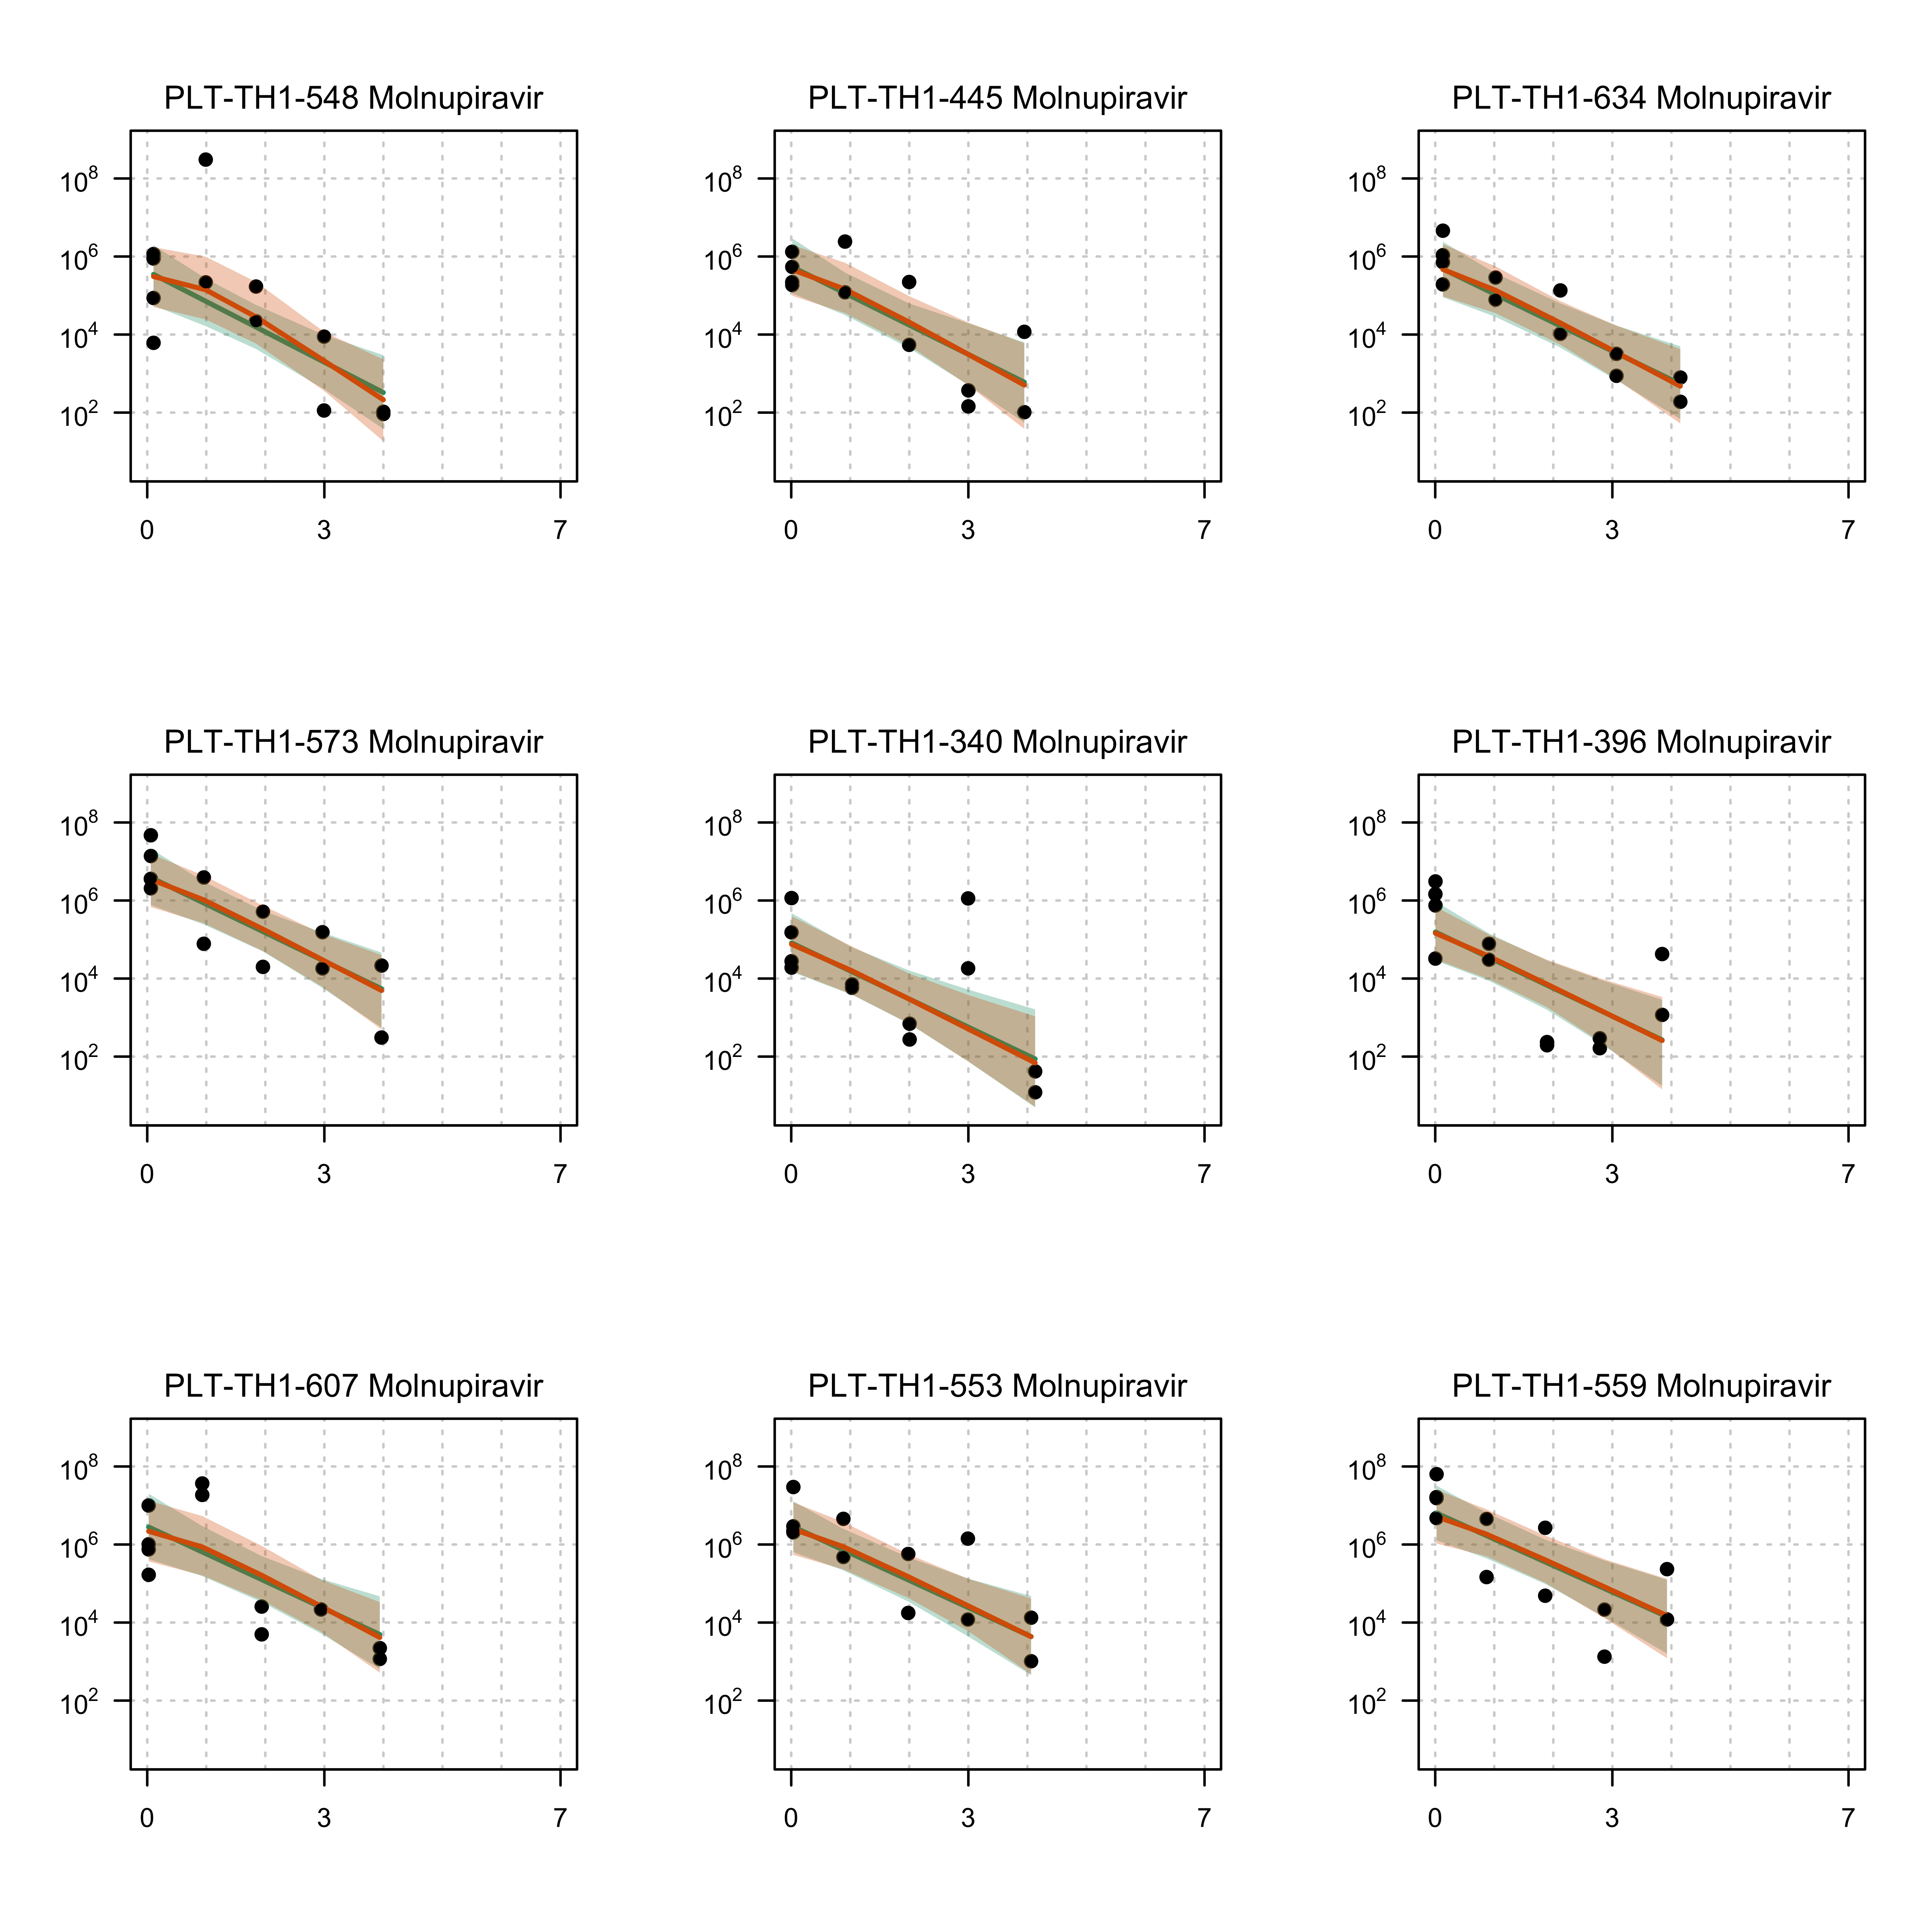 PLT-TH1-548 Molnupiravir
10^8
10^6
10^4
10^2
0 3 7
PLT-TH1-445 Molnupiravir
10^8
10^6
10^4
10^2
0 3 7
PLT-TH1-634 Molnupiravir
10^8
10^6
10^4
10^2
0 3 7
PLT-TH1-573 Molnupiravir
10^8
10^6
10^4
10^2
0 3 7
PLT-TH1-340 Molnupiravir
10^8
10^6
10^4
10^2
0 3 7
PLT-TH1-396 Molnupiravir
10^8
10^6
10^4
10^2
0 3 7
PLT-TH1-607 Molnupiravir
10^8
10^6
10^4
10^2
0 3 7
PLT-TH1-553 Molnupiravir
10^8
10^6
10^4
10^2
0 3 7
PLT-TH1-559 Molnupiravir
10^8
10^6
10^4
10^2
0 3 7